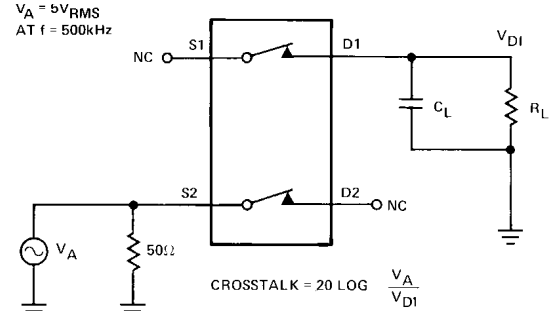 V_A = 5V_RMS
AT f = 500kHz
NC S1 D1 V_D1
C_L R_L
S2 D2 NC
V_A 50Ω
CROSSTALK = 20 LOG V_A / V_D1